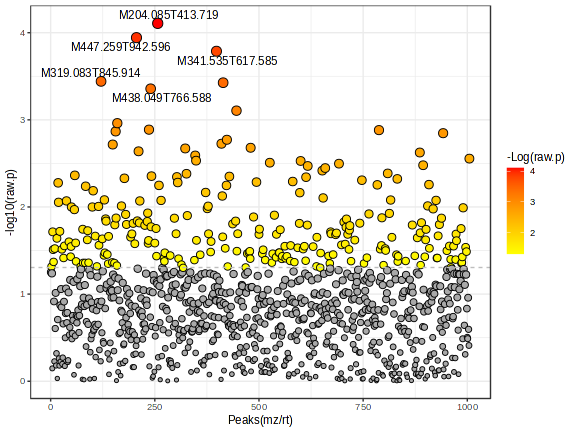 M204.085T413.719
M447.259T942.596
M341.535T617.585
M319.083T845.914
M438.049T766.588
-log10(raw.p)
4
3
2
1
0
0
250
500
750
1000
Peaks(mz/rt)
-Log(raw.p)
4
3
2